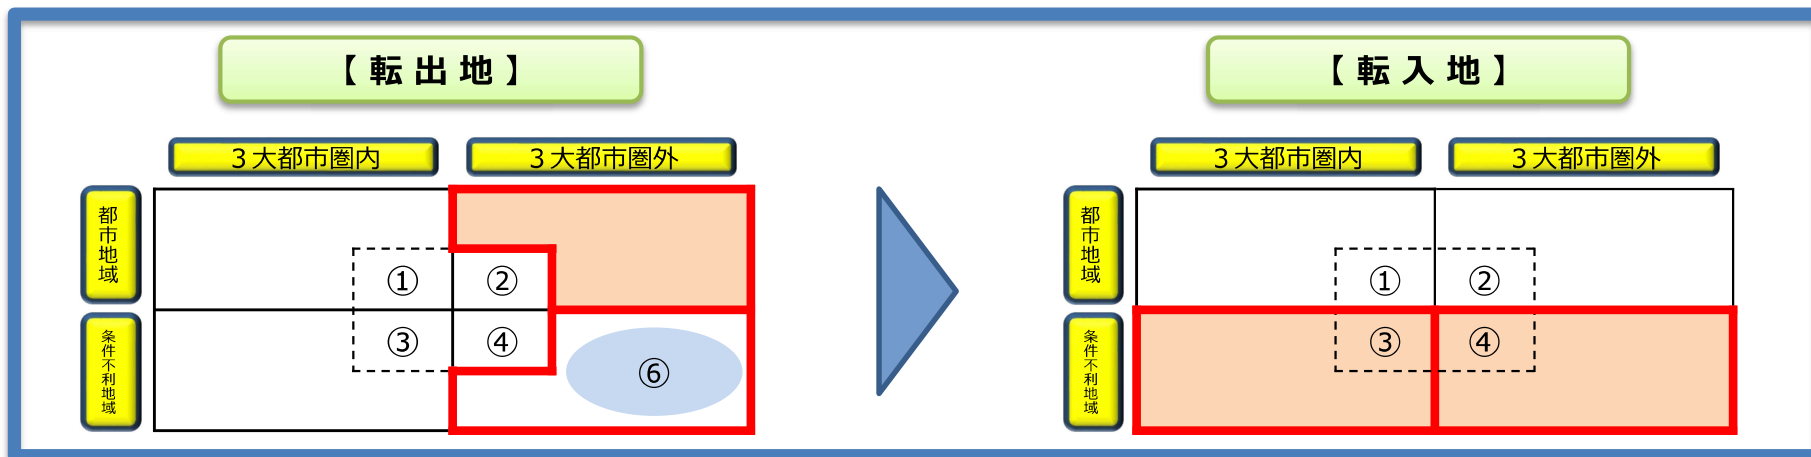 【転出地】
【転入地】
３大都市圏内
３大都市圏外
都市地域
①
②
条件不利地域
③
④
⑥
３大都市圏内
３大都市圏外
都市地域
①
②
条件不利地域
③
④